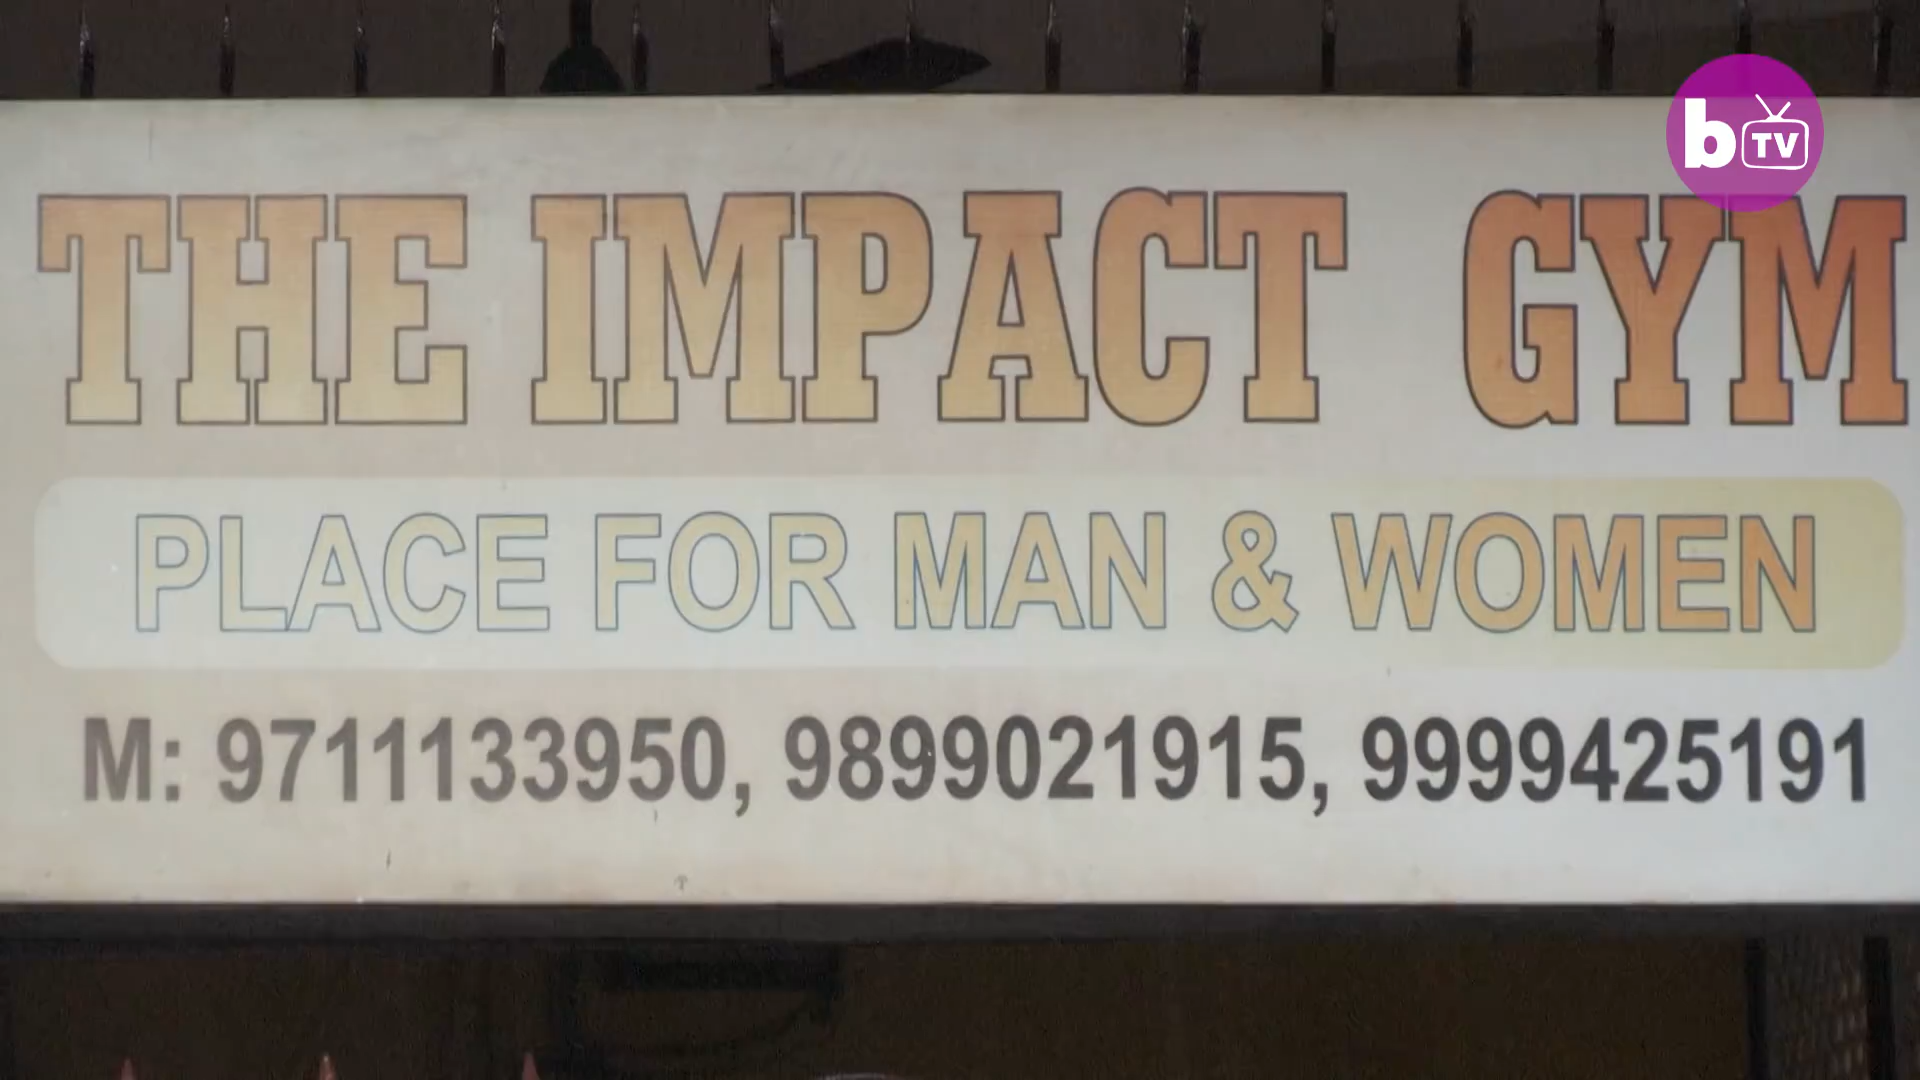 b TV
THE IMPACT GYM
PLACE FOR MAN & WOMEN
M: 9711133950, 9899021915, 9999425191